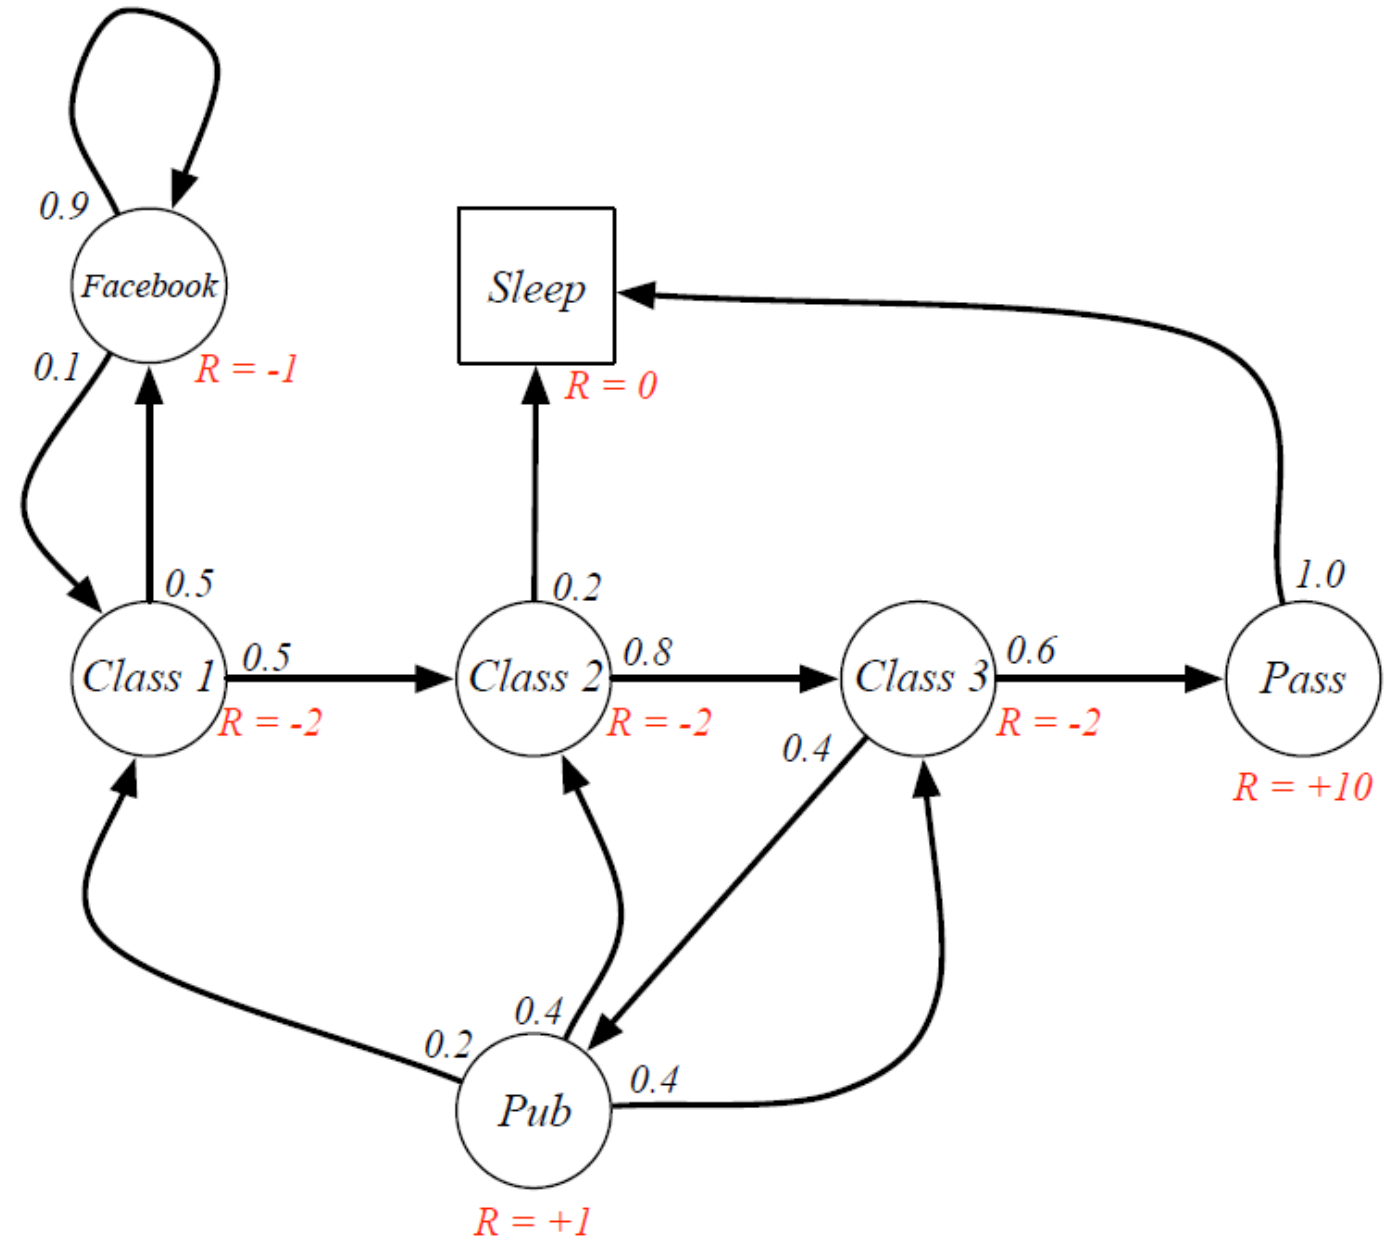 0.9
Facebook
Sleep
0.1
R = -1
R = 0
0.5
0.2
1.0
0.5
0.8
0.6
Class 1
Class 2
Class 3
Pass
R = -2
R = -2
R = -2
0.4
R = +10
0.4
0.2
0.4
Pub
R = +1